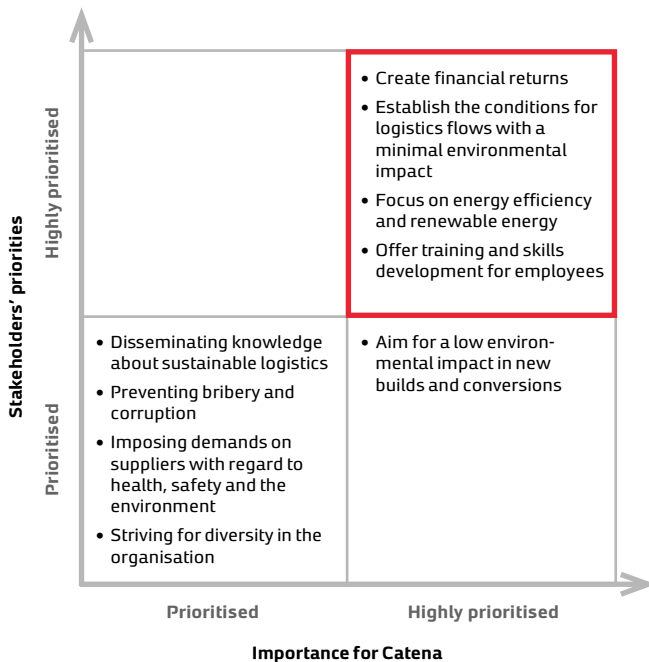 Stakeholders' priorities
Highly prioritised
Prioritised
• Create financial returns
• Establish the conditions for
logistics flows with a
minimal environmental
impact
• Focus on energy efficiency
and renewable energy
• Offer training and skills
development for employees
• Disseminating knowledge
about sustainable logistics
• Preventing bribery and
corruption
• Imposing demands on
suppliers with regard to
health, safety and the
environment
• Striving for diversity in the
organisation
• Aim for a low environ-
mental impact in new
builds and conversions
Prioritised
Highly prioritised
Importance for Catena